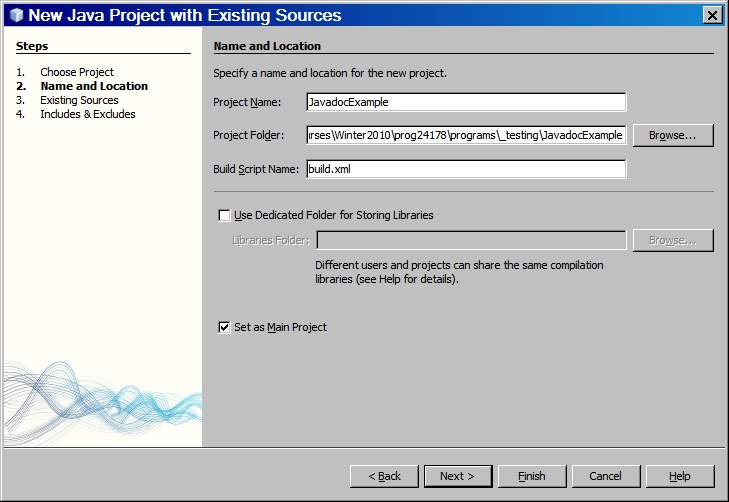 New Java Project with Existing Sources
Steps
1. Choose Project
2. Name and Location
3. Existing Sources
4. Includes & Excludes
Name and Location
Specify a name and location for the new project.
Project Name: JavadocExample
Project Folder: ırses\Winter2010\prog24178\programs\_testing\JavadocExample Browse...
Build Script Name: build.xml
Use Dedicated Folder for Storing Libraries
Libraries Folder: Browse...
Different users and projects can share the same compilation
libraries (see Help for details).
Set as Main Project
< Back Next > Finish Cancel Help